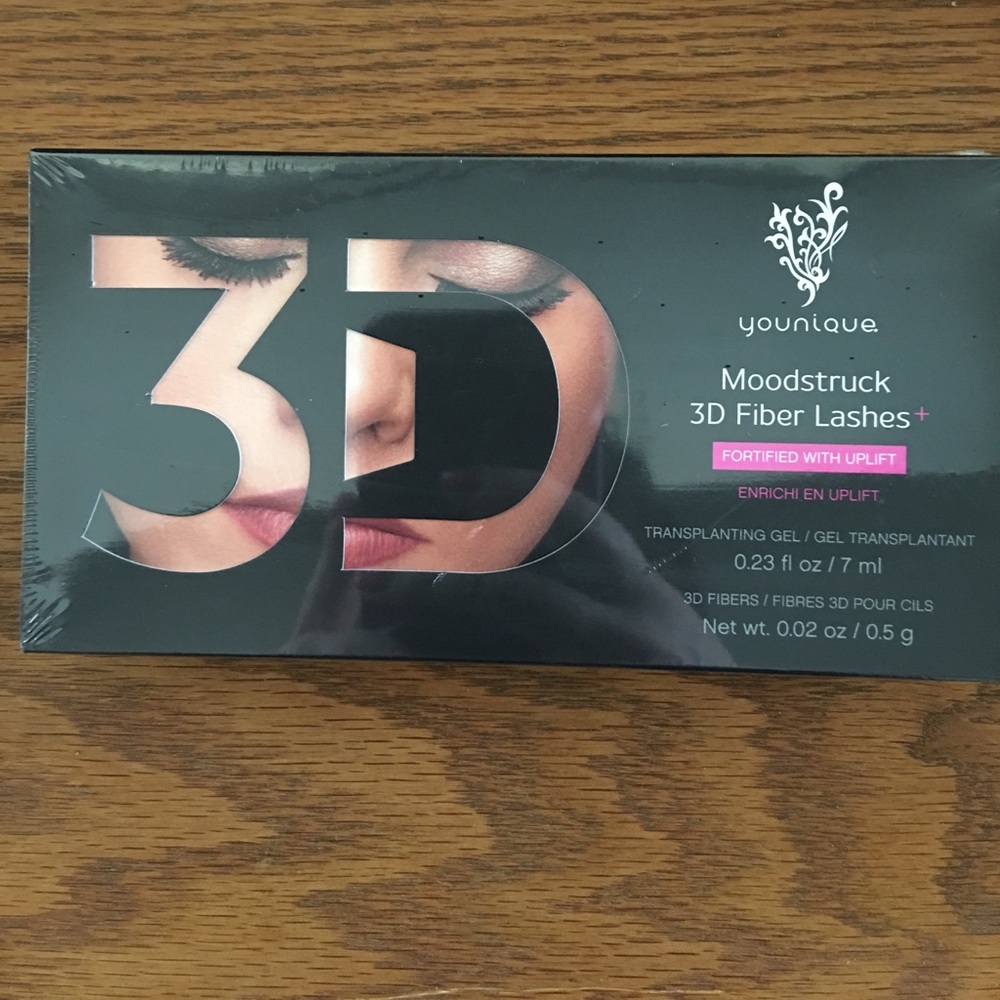 3D
younique
Moodstruck
3D Fiber Lashes+
FORTIFIED WITH UPLIFT
ENRICHI EN UPLIFT
TRANSPLANTING GEL / GEL TRANSPLANTANT
0.23 fl oz / 7 ml
3D FIBERS / FIBRES 3D POUR CILS
Net wt. 0.02 oz / 0.5 g